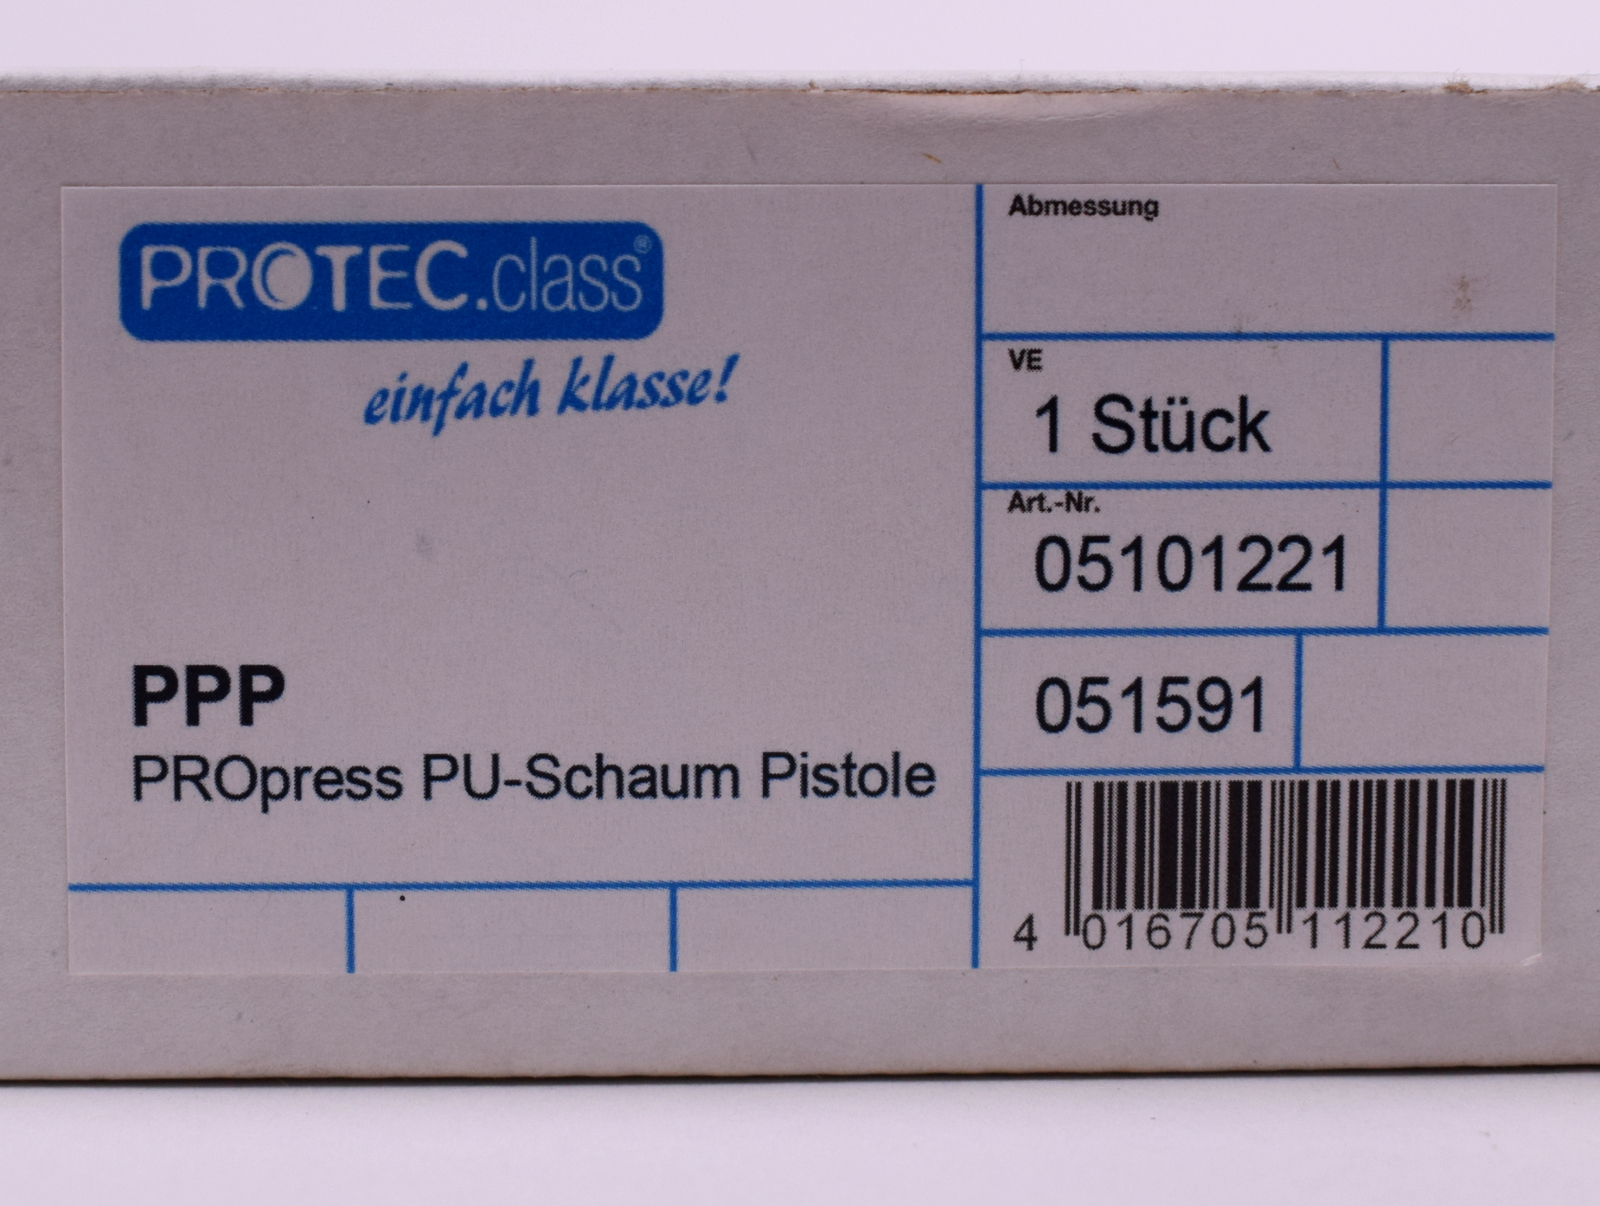 PROTEC.class®
einfach klasse!
PPP
PROpress PU-Schaum Pistole
Abmessung
VE
1 Stück
Art.-Nr.
05101221
051591
4 016705 112210